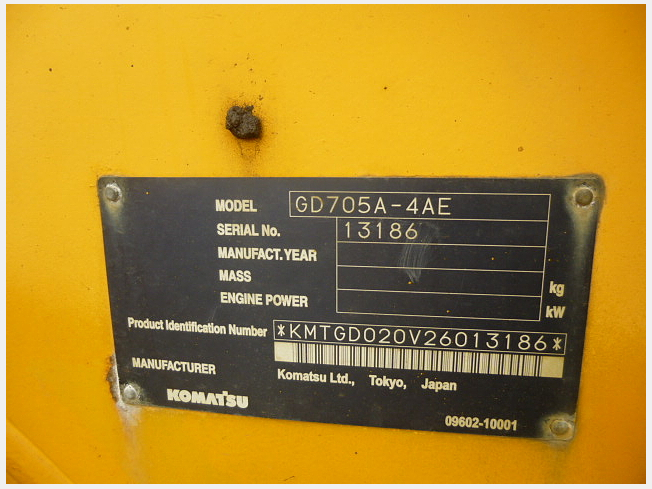 MODEL GD705A-4AE
SERIAL No. 13186
MANUFACT. YEAR
MASS kg
ENGINE POWER kW
Product Identification Number *KMTGD020V26013186*
MANUFACTURER Komatsu Ltd., Tokyo, Japan
KOMATSU
09602-10001